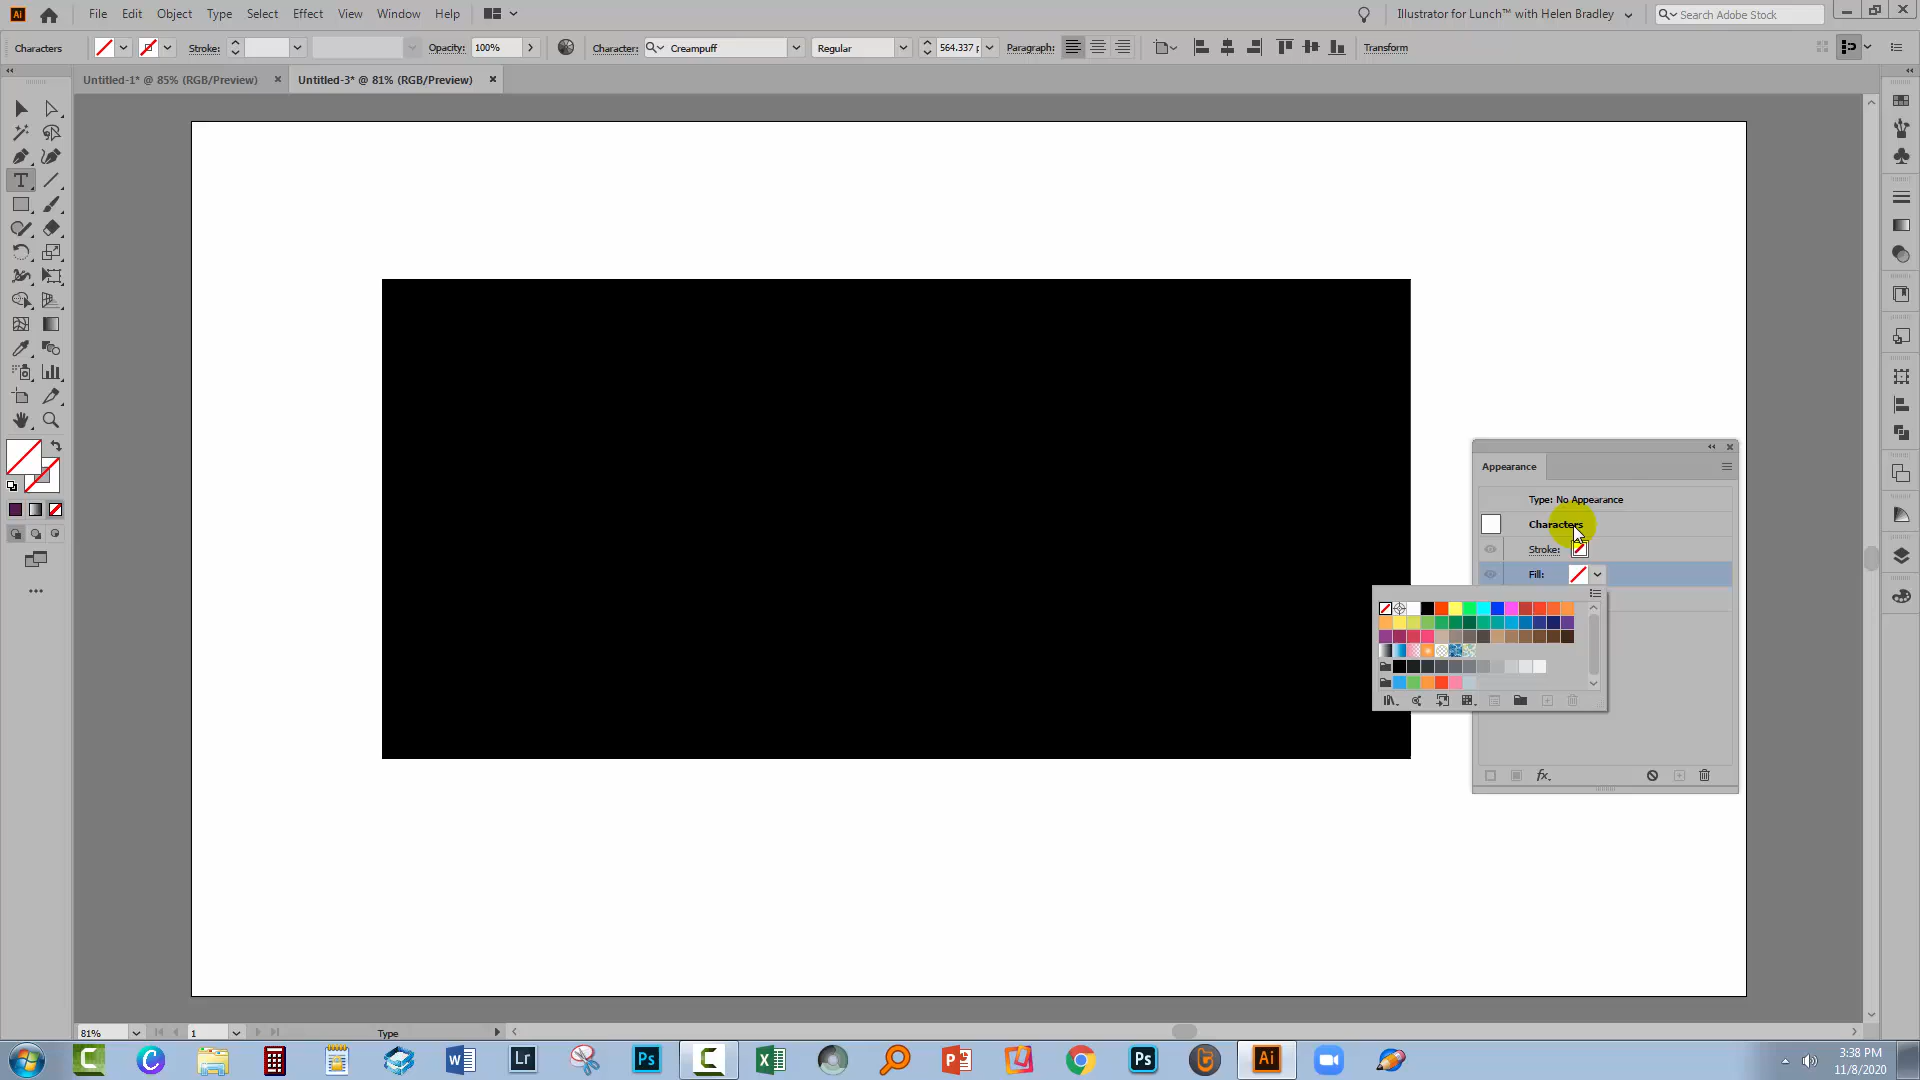 File Edit Object Type Select Effect View Window Help
Illustrator for Lunch™ with Helen Bradley
Search Adobe Stock
Characters
Stroke:
Opacity: 100%
Character: Creampuff
Regular
564.337 p
Paragraph:
Transform
Untitled-1* @ 85% (RGB/Preview)
Untitled-3* @ 81% (RGB/Preview)
Appearance
Type: No Appearance
Characters
Stroke:
Fill:
fx
81%
1
Type
3:38 PM
11/8/2020